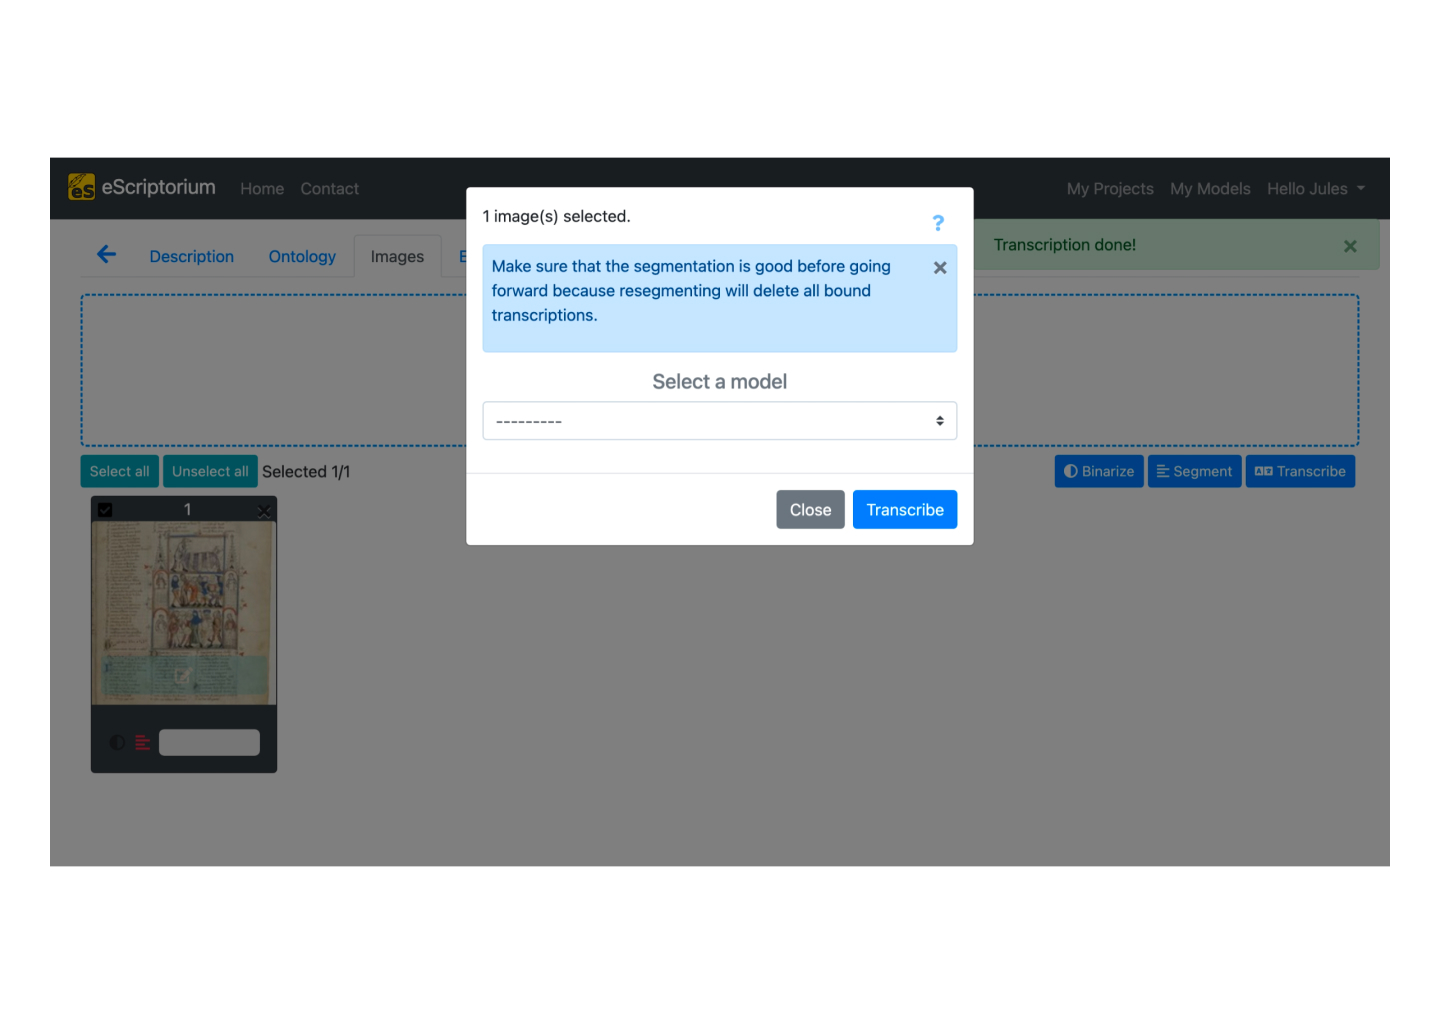 eScriptorium Home Contact My Projects My Models Hello Jules
Description Ontology Images E
Transcription done!
1 image(s) selected. ?
Make sure that the segmentation is good before going
forward because resegmenting will delete all bound
transcriptions.
Select a model
---------
Close Transcribe
Select all Unselect all Selected 1/1 Binarize Segment Transcribe
1